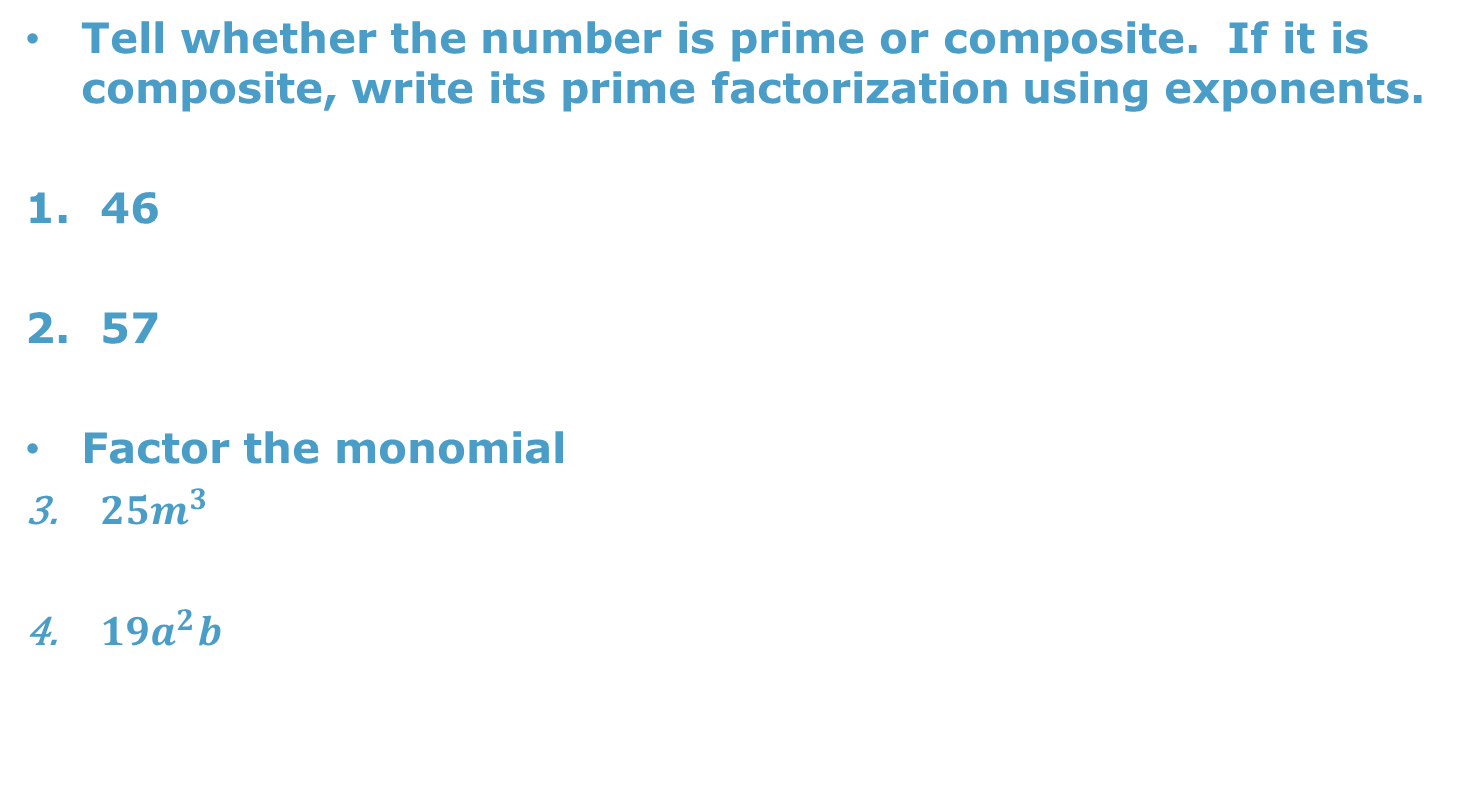 • Tell whether the number is prime or composite.  If it is
composite, write its prime factorization using exponents.
1. 46
2. 57
• Factor the monomial
3. 25m³
4. 19a²b